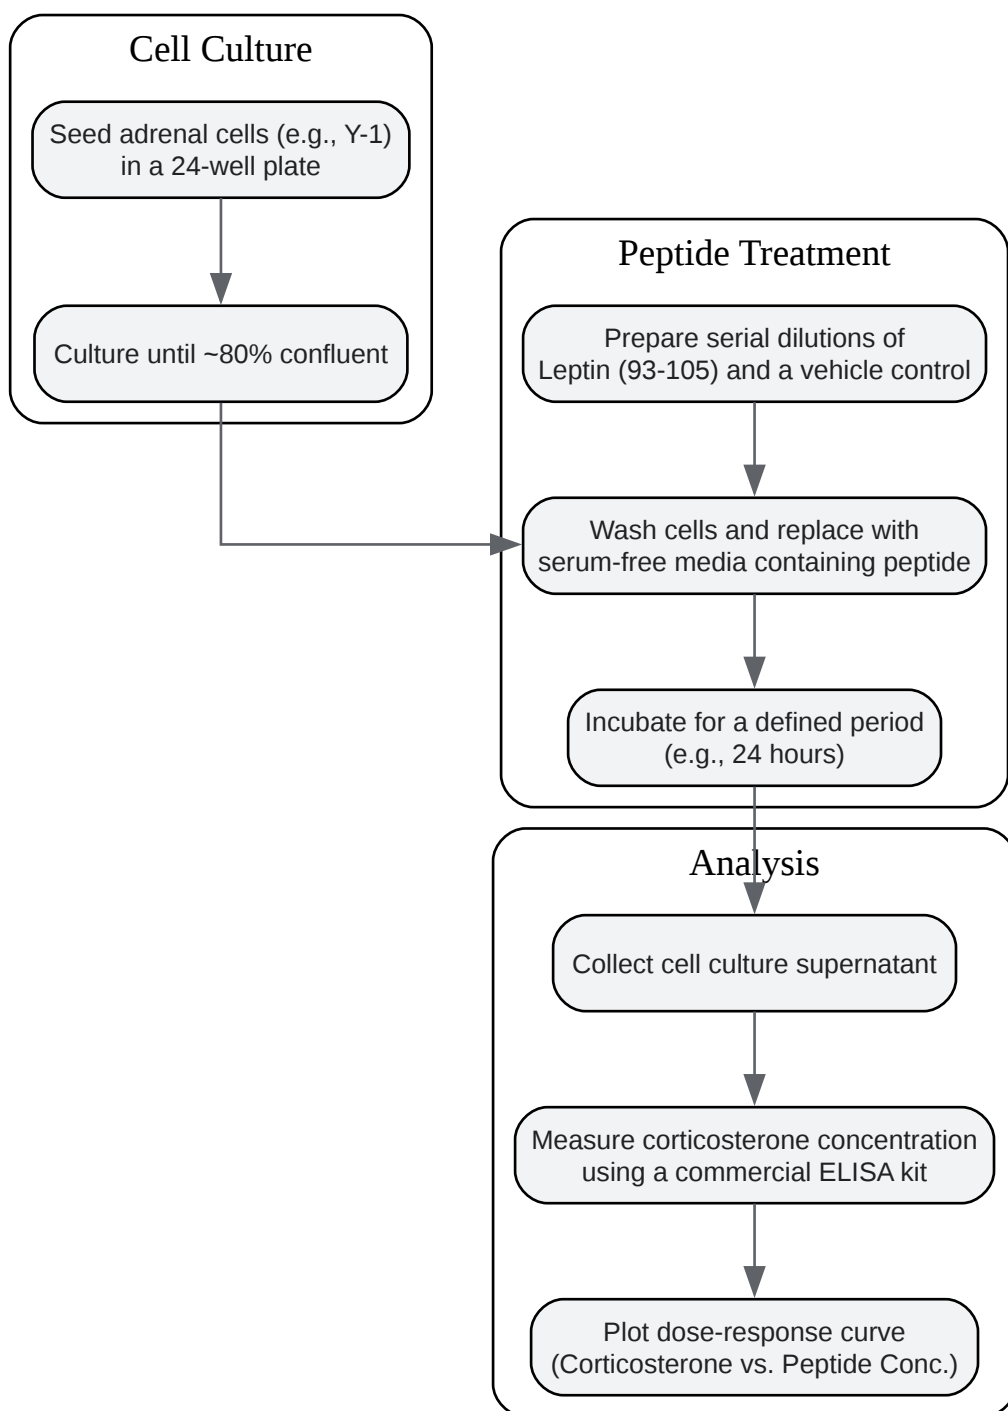 Cell Culture
Seed adrenal cells (e.g., Y-1)
in a 24-well plate
Culture until ~80% confluent
Peptide Treatment
Prepare serial dilutions of
Leptin (93-105) and a vehicle control
Wash cells and replace with
serum-free media containing peptide
Incubate for a defined period
(e.g., 24 hours)
Analysis
Collect cell culture supernatant
Measure corticosterone concentration
using a commercial ELISA kit
Plot dose-response curve
(Corticosterone vs. Peptide Conc.)